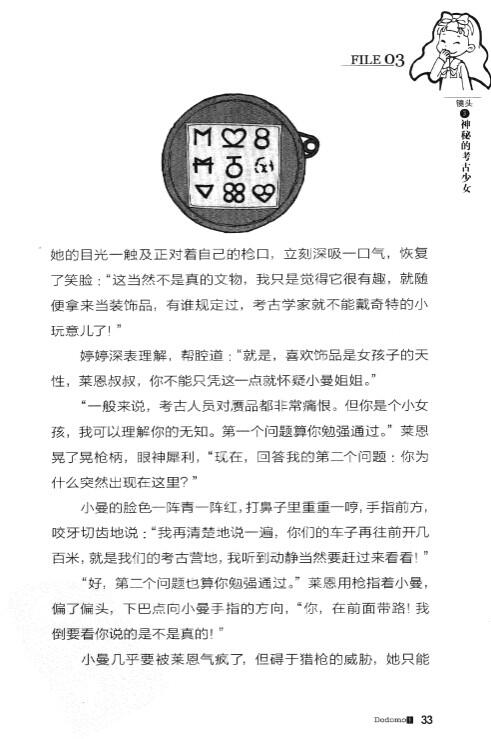 FILE 03
镜头
3
神秘的考古少女
她的目光一触及正对着自己的枪口，立刻深吸一口气，恢复
了笑脸：“这当然不是真的文物，我只是觉得它很有趣，就随
便拿来当装饰品，有谁规定过，考古学家就不能戴奇特的小
玩意儿了！”
婷婷深表理解，帮腔道：“就是，喜欢饰品是女孩子的天
性，莱恩叔叔，你不能只凭这一点就怀疑小曼姐姐。”
“一般来说，考古人员对赝品都非常痛恨。但你是个小女
孩，我可以理解你的无知。第一个问题算你勉强通过。”莱恩
晃了晃枪柄，眼神犀利，“现在，回答我的第二个问题：你为
什么突然出现在这里？”
小曼的脸色一阵青一阵红，打鼻子里重重一哼，手指前方，
咬牙切齿地说：“我再清楚地说一遍，你们的车子再往前开几
百米，就是我们的考古营地，我听到动静当然要赶过来看看！”
“好，第二个问题也算你勉强通过。”莱恩用枪指着小曼，
偏了偏头，下巴点向小曼手指的方向，“你，在前面带路！我
倒要看你说的是不是真的！”
小曼几乎要被莱恩气疯了，但碍于猎枪的威胁，她只能
Dodomo 33